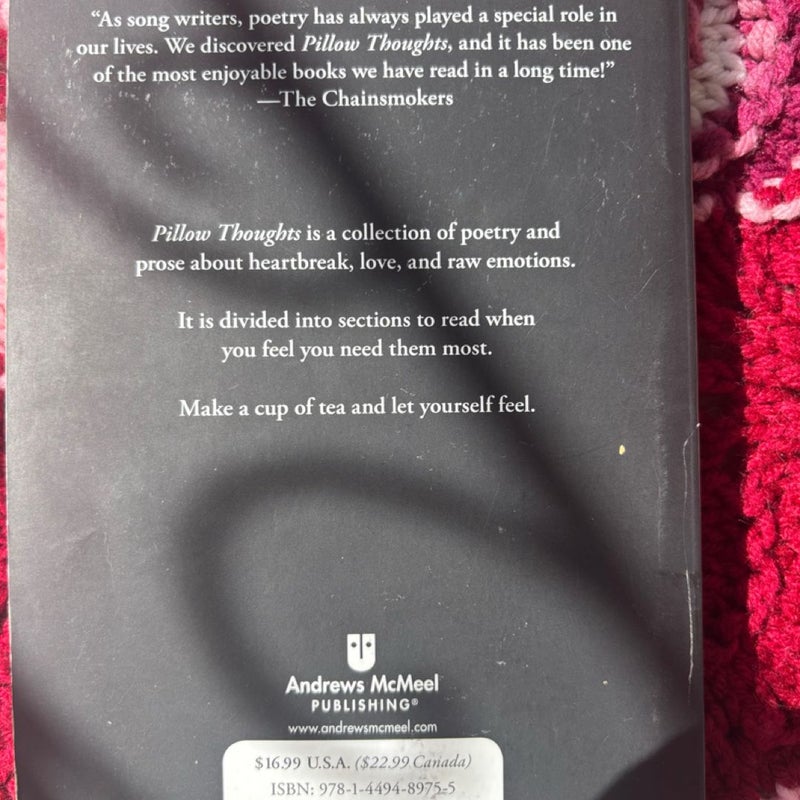 “As song writers, poetry has always played a special role in
our lives. We discovered Pillow Thoughts, and it has been one
of the most enjoyable books we have read in a long time!”
—The Chainsmokers
Pillow Thoughts is a collection of poetry and
prose about heartbreak, love, and raw emotions.
It is divided into sections to read when
you feel you need them most.
Make a cup of tea and let yourself feel.
Andrews McMeel
PUBLISHING®
www.andrewsmcmeel.com
$16.99 U.S.A. ($22.99 Canada)
ISBN: 978-1-4494-8975-5